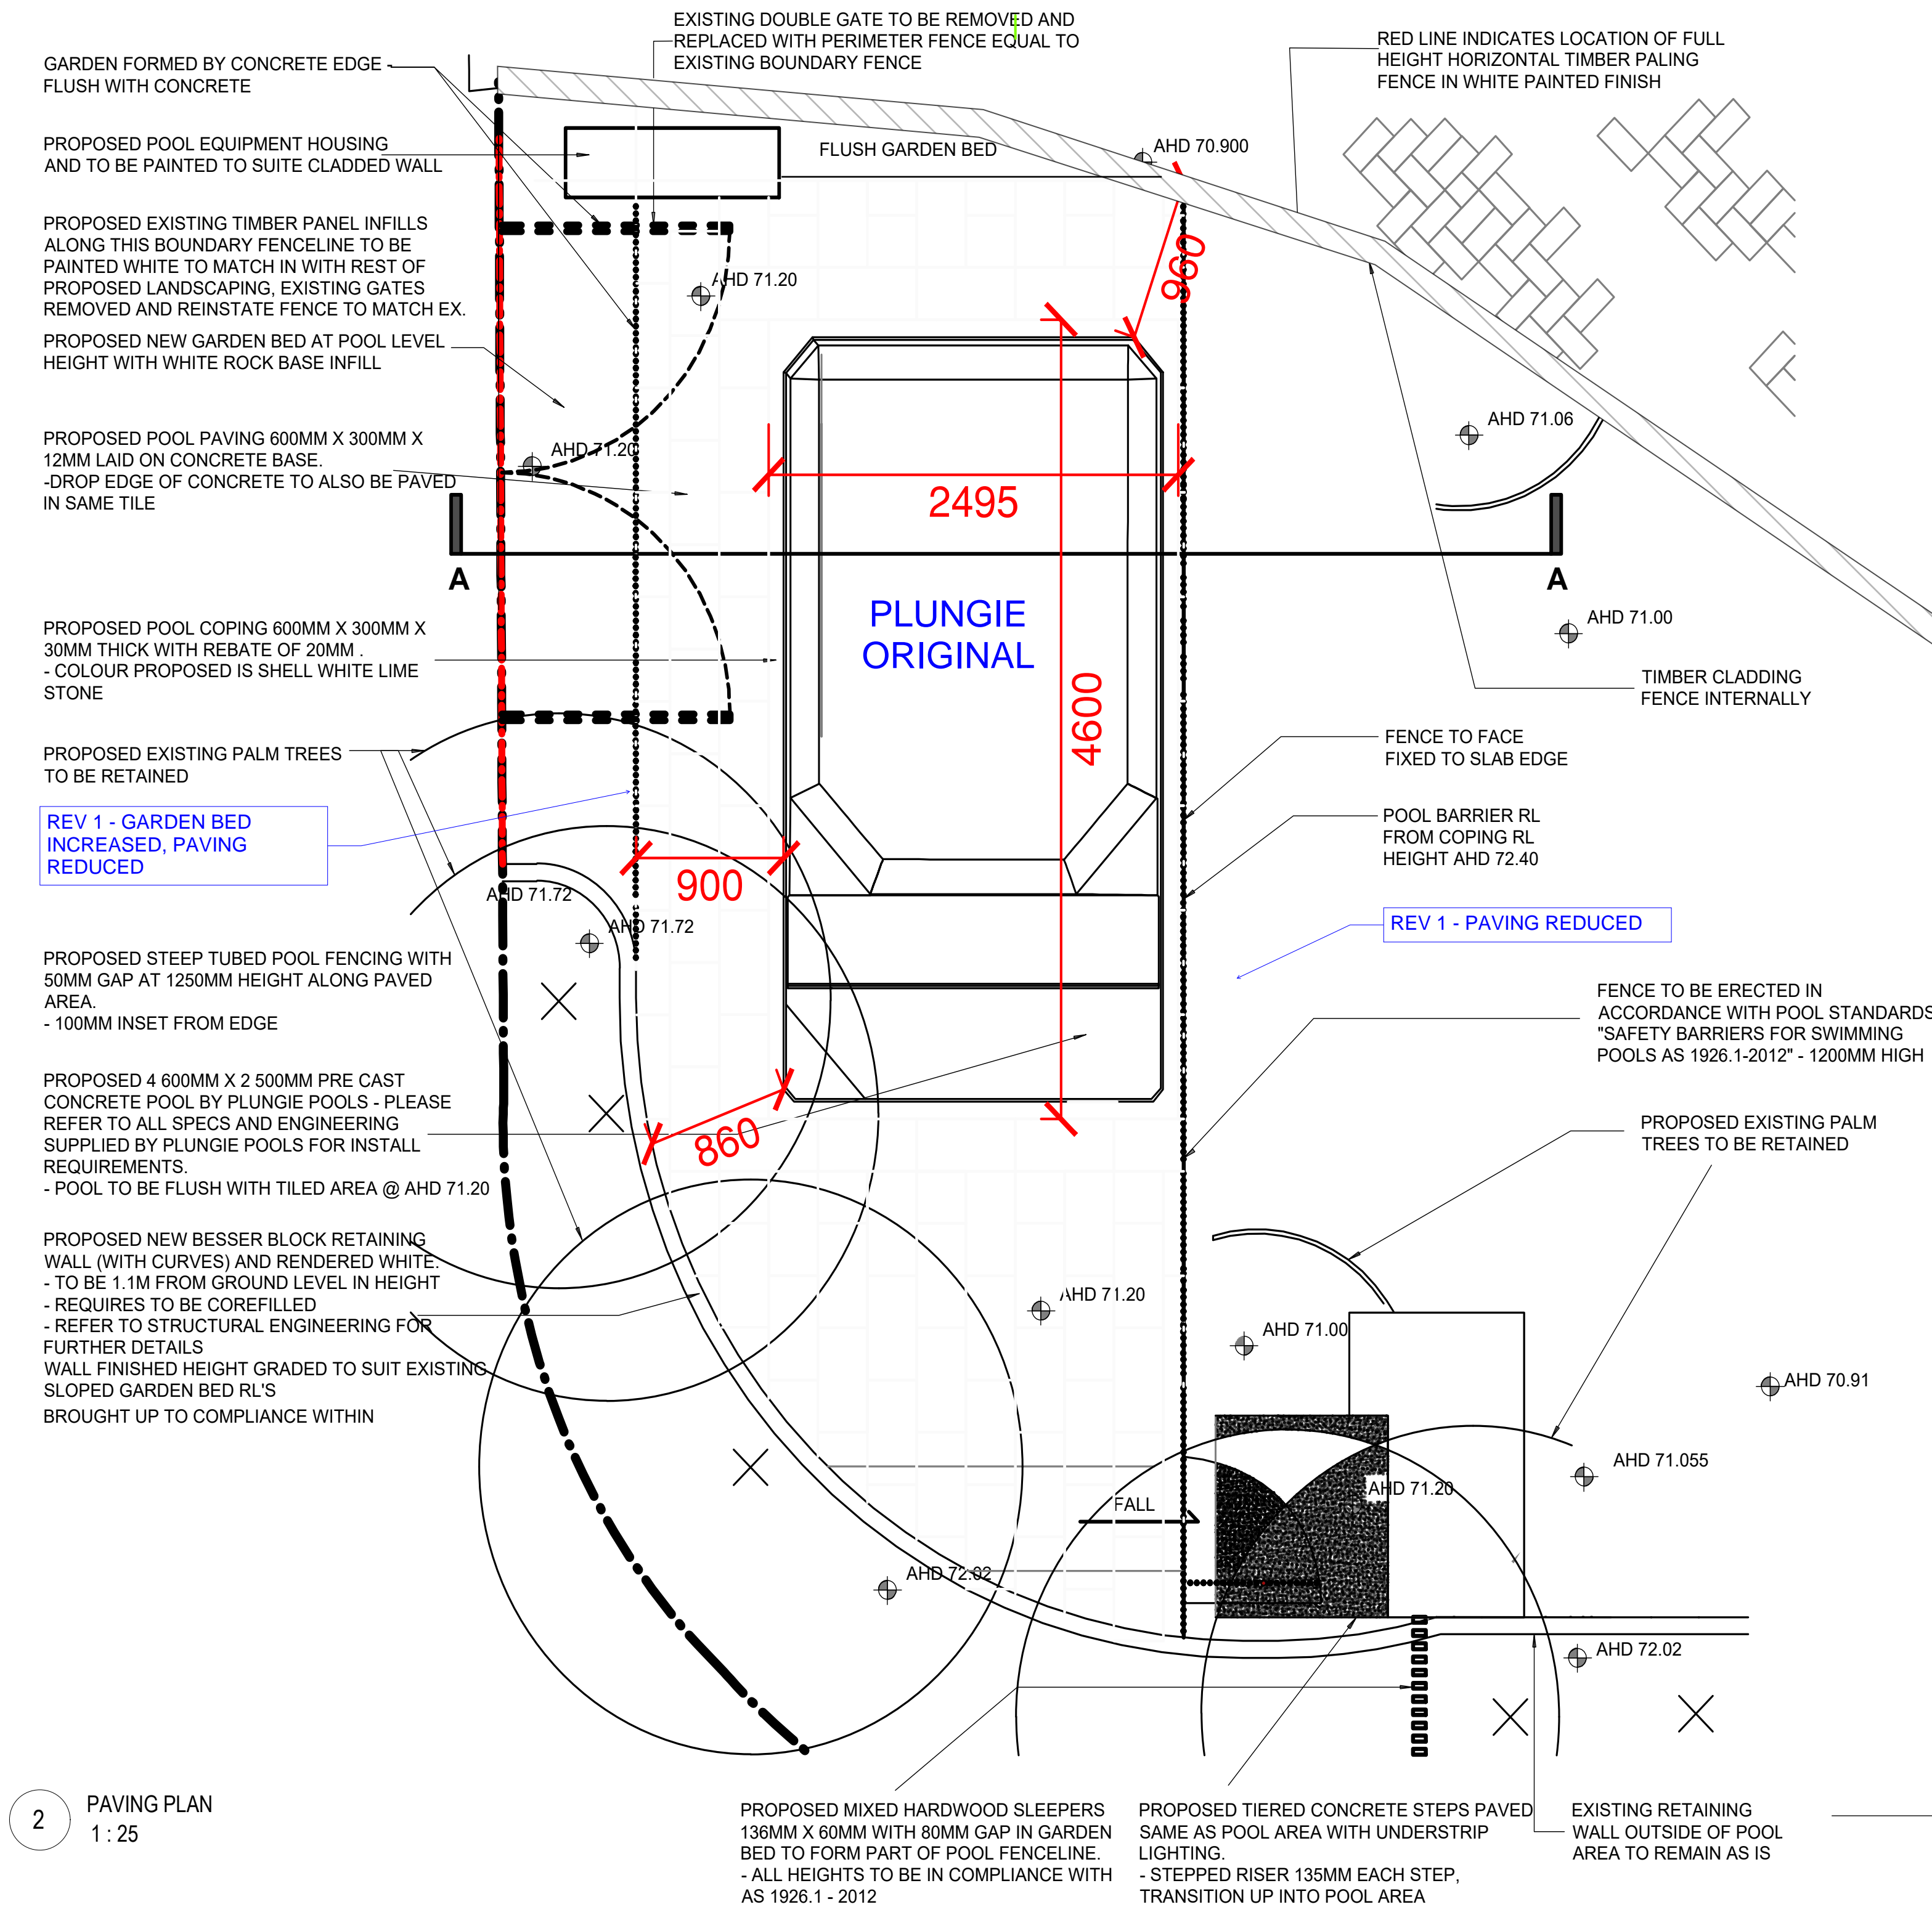 EXISTING DOUBLE GATE TO BE REMOVED AND
REPLACED WITH PERIMETER FENCE EQUAL TO
EXISTING BOUNDARY FENCE
RED LINE INDICATES LOCATION OF FULL
HEIGHT HORIZONTAL TIMBER PALING
FENCE IN WHITE PAINTED FINISH
GARDEN FORMED BY CONCRETE EDGE -
FLUSH WITH CONCRETE
PROPOSED POOL EQUIPMENT HOUSING
AND TO BE PAINTED TO SUITE CLADDED WALL
FLUSH GARDEN BED
AHD 70.900
PROPOSED EXISTING TIMBER PANEL INFILLS
ALONG THIS BOUNDARY FENCELINE TO BE
PAINTED WHITE TO MATCH IN WITH REST OF
PROPOSED LANDSCAPING, EXISTING GATES
REMOVED AND REINSTATE FENCE TO MATCH EX.
AHD 71.20
960
PROPOSED NEW GARDEN BED AT POOL LEVEL
HEIGHT WITH WHITE ROCK BASE INFILL
AHD 71.06
PROPOSED POOL PAVING 600MM X 300MM X
12MM LAID ON CONCRETE BASE.
-DROP EDGE OF CONCRETE TO ALSO BE PAVED
IN SAME TILE
AHD 71.20
2495
A
A
PLUNGIE
ORIGINAL
AHD 71.00
PROPOSED POOL COPING 600MM X 300MM X
30MM THICK WITH REBATE OF 20MM .
- COLOUR PROPOSED IS SHELL WHITE LIME
STONE
4600
TIMBER CLADDING
FENCE INTERNALLY
PROPOSED EXISTING PALM TREES
TO BE RETAINED
FENCE TO FACE
FIXED TO SLAB EDGE
REV 1 - GARDEN BED
INCREASED, PAVING
REDUCED
POOL BARRIER RL
FROM COPING RL
HEIGHT AHD 72.40
900
AHD 71.72
AHD 71.72
REV 1 - PAVING REDUCED
PROPOSED STEEP TUBED POOL FENCING WITH
50MM GAP AT 1250MM HEIGHT ALONG PAVED
AREA.
- 100MM INSET FROM EDGE
FENCE TO BE ERECTED IN
ACCORDANCE WITH POOL STANDARDS
"SAFETY BARRIERS FOR SWIMMING
POOLS AS 1926.1-2012" - 1200MM HIGH
PROPOSED 4 600MM X 2 500MM PRE CAST
CONCRETE POOL BY PLUNGIE POOLS - PLEASE
REFER TO ALL SPECS AND ENGINEERING
SUPPLIED BY PLUNGIE POOLS FOR INSTALL
REQUIREMENTS.
- POOL TO BE FLUSH WITH TILED AREA @ AHD 71.20
860
PROPOSED EXISTING PALM
TREES TO BE RETAINED
PROPOSED NEW BESSER BLOCK RETAINING
WALL (WITH CURVES) AND RENDERED WHITE.
- TO BE 1.1M FROM GROUND LEVEL IN HEIGHT
- REQUIRES TO BE COREFILLED
- REFER TO STRUCTURAL ENGINEERING FOR
FURTHER DETAILS
WALL FINISHED HEIGHT GRADED TO SUIT EXISTING
SLOPED GARDEN BED RL'S
BROUGHT UP TO COMPLIANCE WITHIN
AHD 71.20
AHD 71.00
AHD 70.91
AHD 71.055
AHD 71.20
FALL
AHD 72.02
AHD 72.02
2
PAVING PLAN
1 : 25
PROPOSED MIXED HARDWOOD SLEEPERS
136MM X 60MM WITH 80MM GAP IN GARDEN
BED TO FORM PART OF POOL FENCELINE.
- ALL HEIGHTS TO BE IN COMPLIANCE WITH
AS 1926.1 - 2012
PROPOSED TIERED CONCRETE STEPS PAVED
SAME AS POOL AREA WITH UNDERSTRIP
LIGHTING.
- STEPPED RISER 135MM EACH STEP,
TRANSITION UP INTO POOL AREA
EXISTING RETAINING
WALL OUTSIDE OF POOL
AREA TO REMAIN AS IS